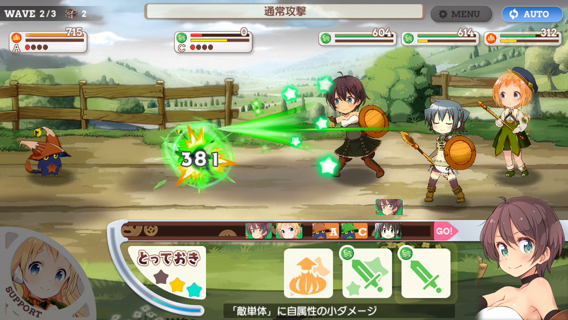 WAVE 2/3 2
通常攻撃
MENU
AUTO
715
A
0
C
604
614
312
381
A C GO!
とっておき
SUPPORT
「敵単体」に自属性の小ダメージ